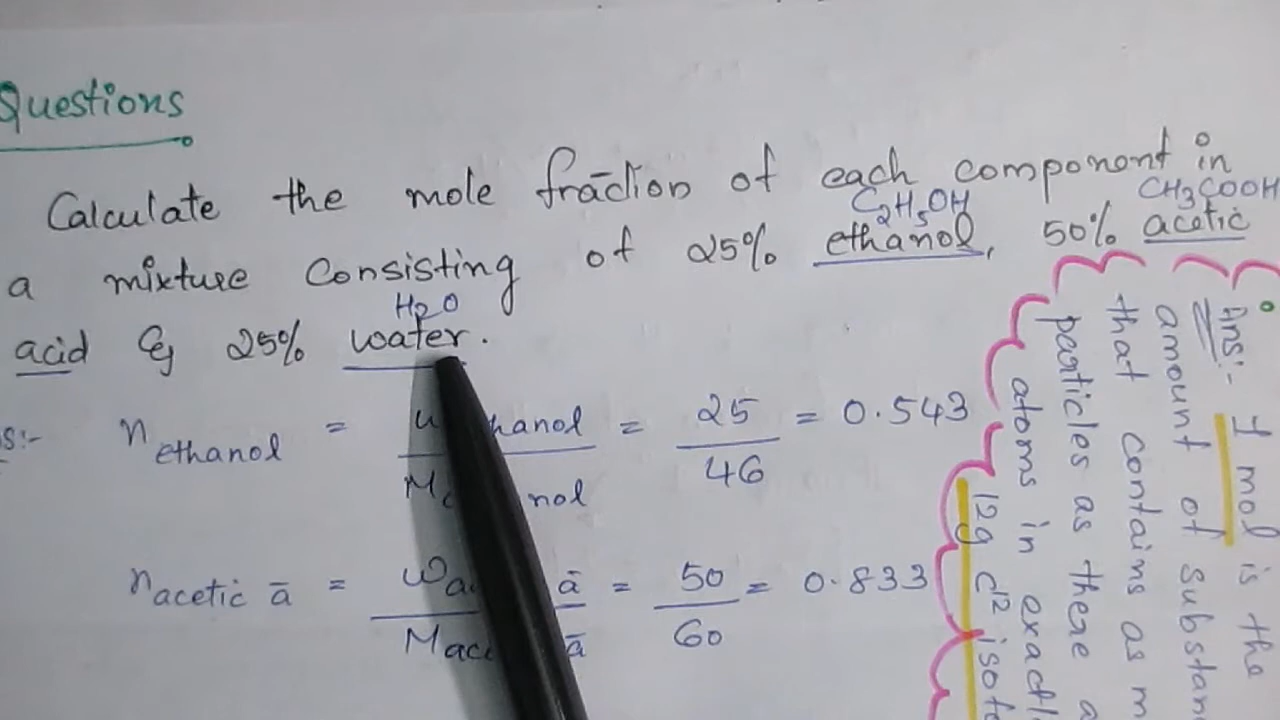 Questions
Calculate the mole fraction of each component in
C2H5OH CH3COOH
a mixture consisting of 25% ethanol, 50% acetic
H2O
acid & 25% water.
n ethanol = hanol / M nol = 25 / 46 = 0.543
n acetic ā = Wa ā / Mace ā = 50 / 60 = 0.833
Ans:- 1 mol is the
amount of substan
that contains as m
particles as there a
atoms in exactl
12g C12 isoto